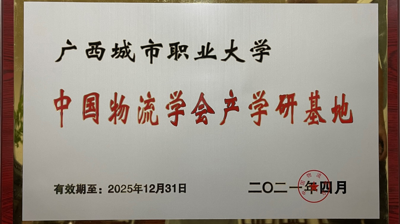 广西城市职业大学
中国物流学会产学研基地
有效期至：2025年12月31日
二〇二一年四月